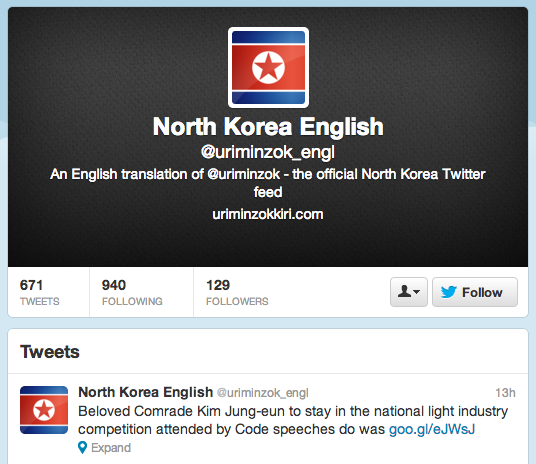 North Korea English
@uriminzok_engl
An English translation of @uriminzok - the official North Korea Twitter
feed
uriminzokkiri.com
671
TWEETS
940
FOLLOWING
129
FOLLOWERS
Follow
Tweets
North Korea English @uriminzok_engl 13h
Beloved Comrade Kim Jung-eun to stay in the national light industry
competition attended by Code speeches do was goo.gl/eJWsJ
Expand